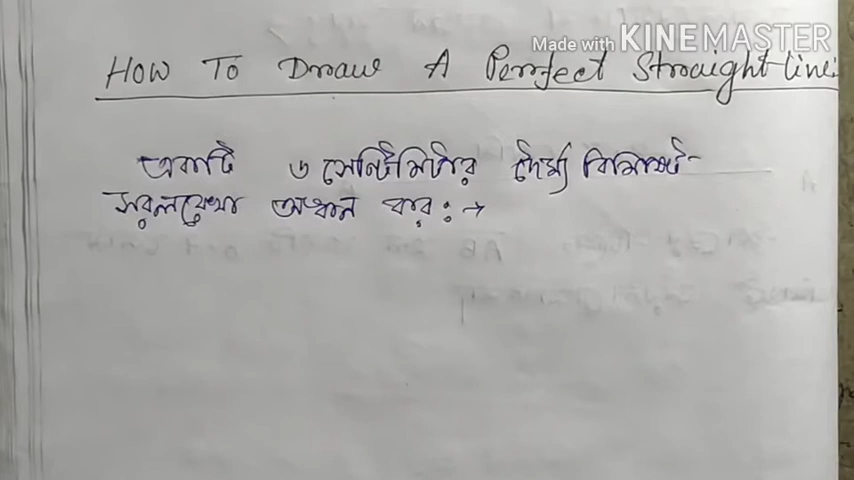 Made with KINEMASTER
How To Draw A Perfect Straight-Line:
একটি ৬ সেন্টিমিটার দৈর্ঘ্য বিশিষ্ট
সরলরেখা অঙ্কন কর:→